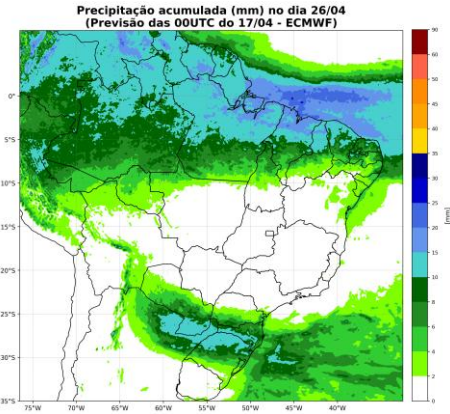 Precipitação acumulada (mm) no dia 26/04
(Previsão das 00UTC do 17/04 - ECMWF)
0°
5°S
10°S
15°S
20°S
25°S
30°S
35°S
75°W
70°W
65°W
60°W
55°W
50°W
45°W
40°W
90
60
50
45
40
35
30
25
20
15
10
8
6
4
2
0
[mm]